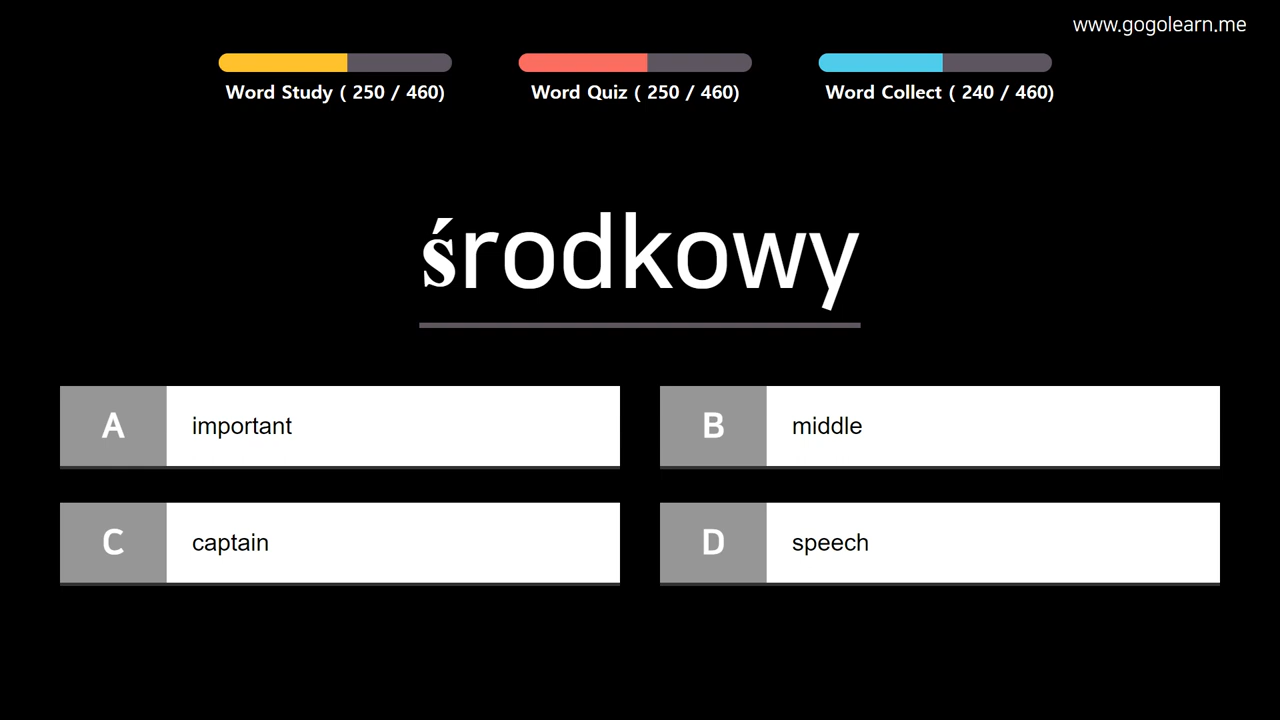 www.gogolearn.me
Word Study ( 250 / 460)
Word Quiz ( 250 / 460)
Word Collect ( 240 / 460)
środkowy
A important
B middle
C captain
D speech